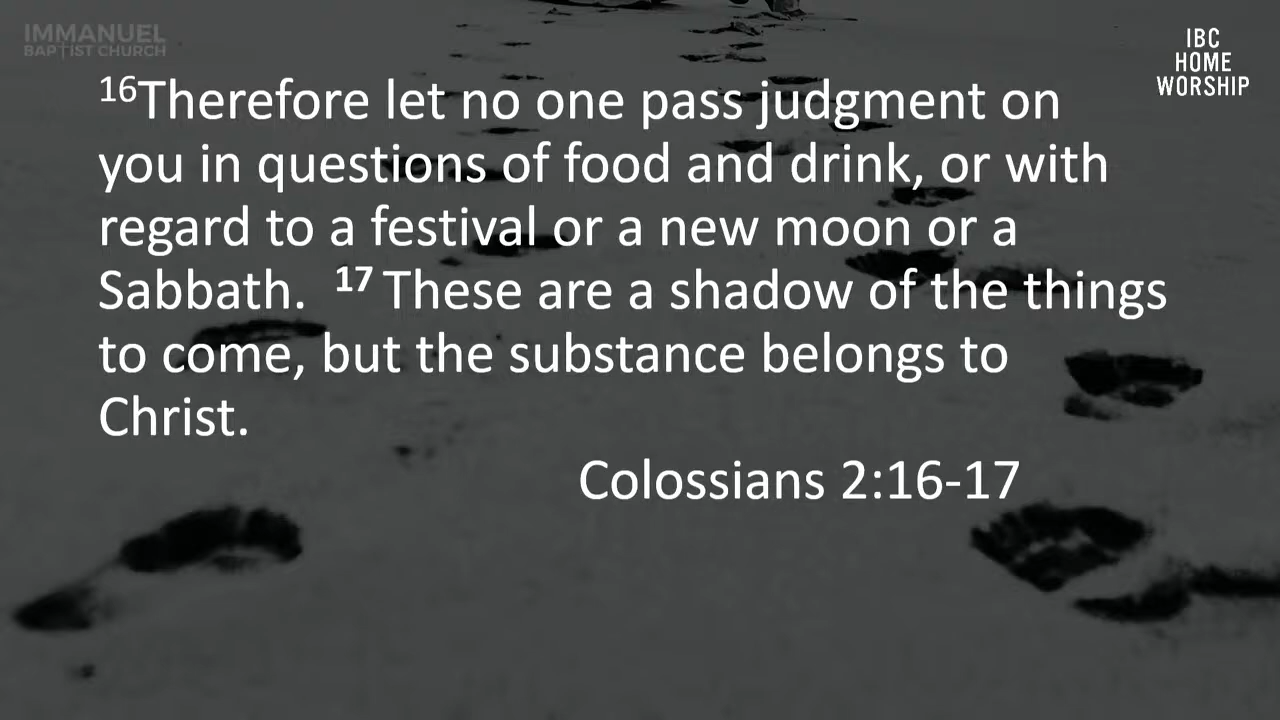 IMMANUEL
BAPTIST CHURCH
IBC
HOME
WORSHIP
16Therefore let no one pass judgment on
you in questions of food and drink, or with
regard to a festival or a new moon or a
Sabbath. 17 These are a shadow of the things
to come, but the substance belongs to
Christ.
Colossians 2:16-17